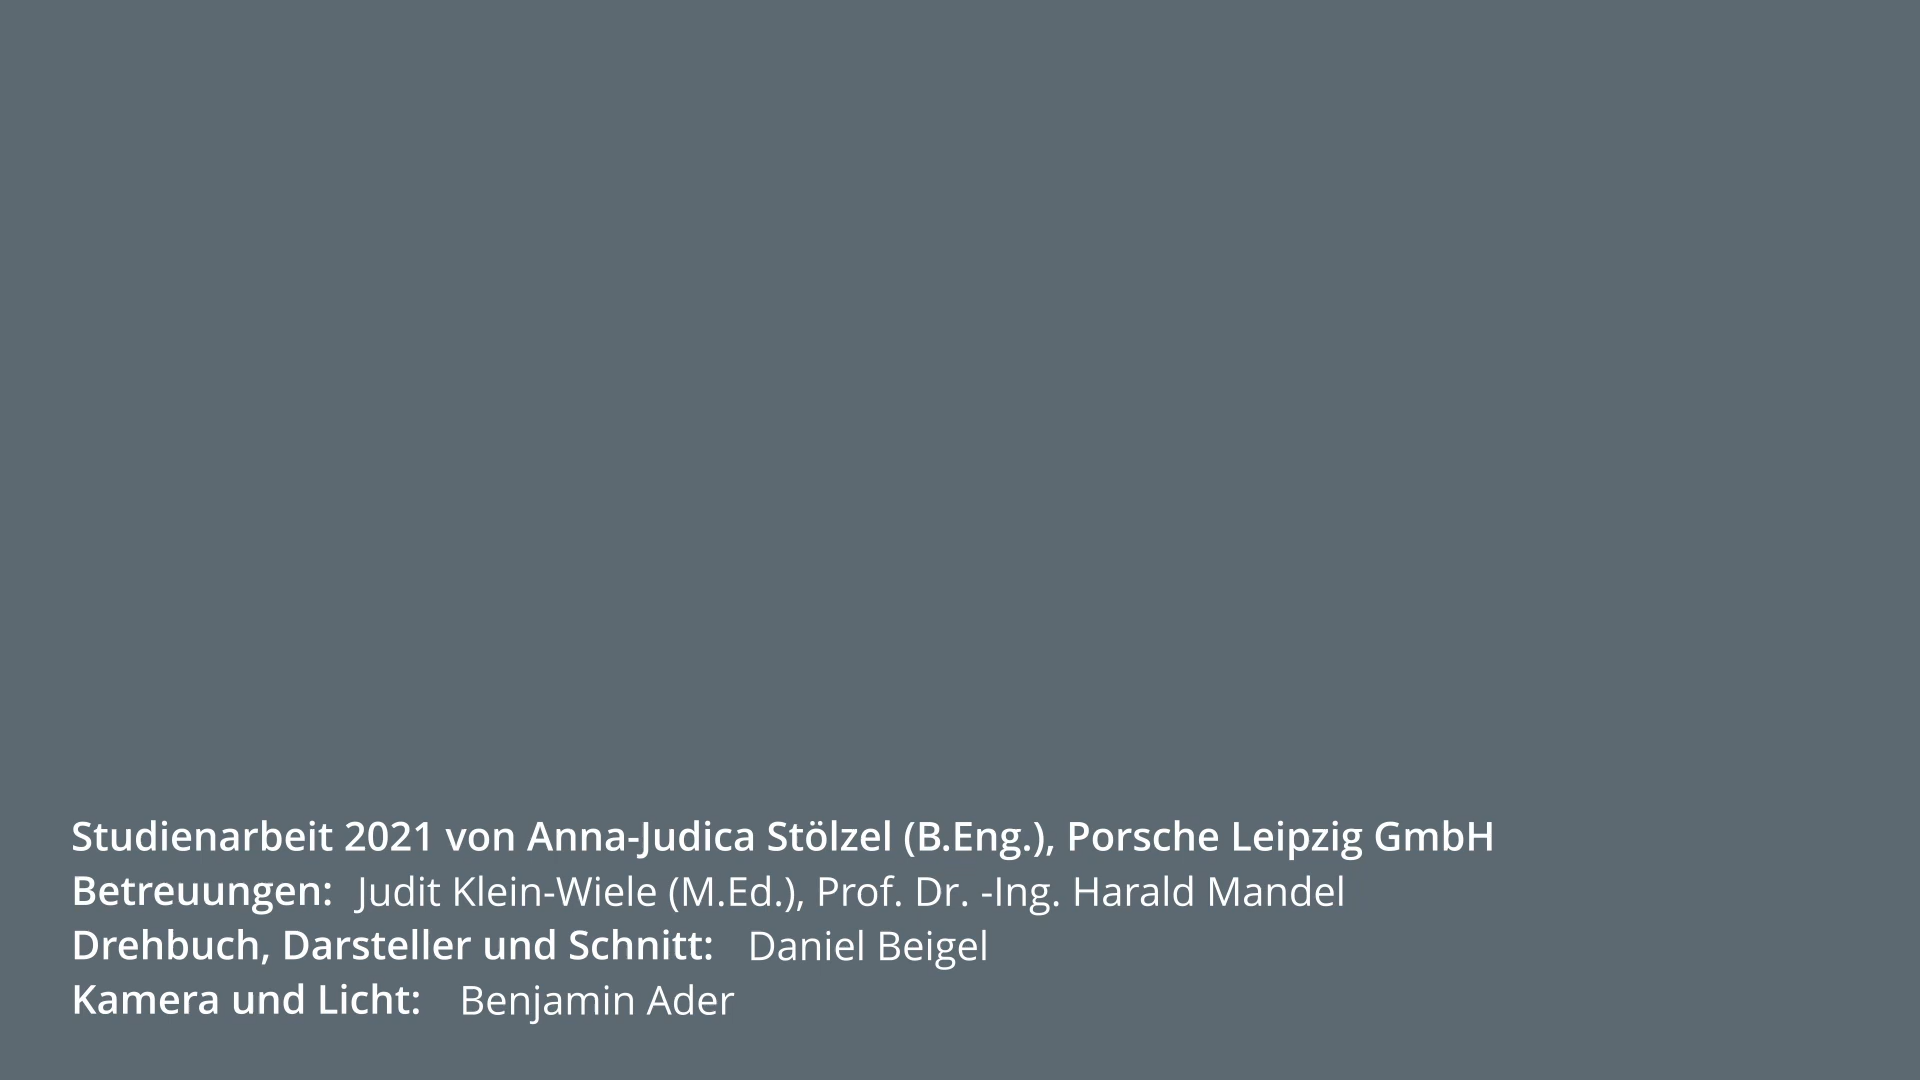 Studienarbeit 2021 von Anna-Judica Stölzel (B.Eng.), Porsche Leipzig GmbH
Betreuungen: Judit Klein-Wiele (M.Ed.), Prof. Dr. -Ing. Harald Mandel
Drehbuch, Darsteller und Schnitt: Daniel Beigel
Kamera und Licht: Benjamin Ader